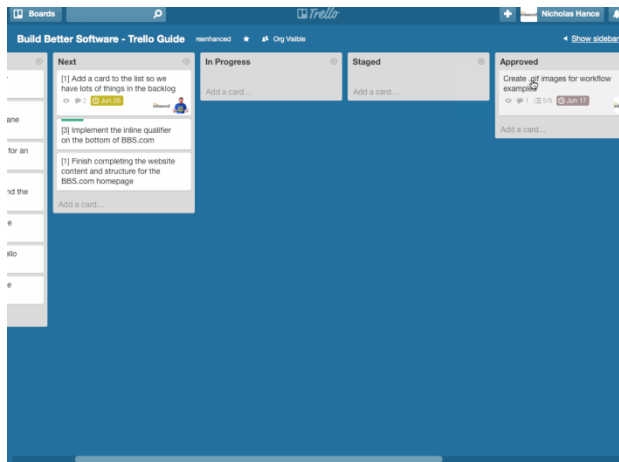 Boards
Trello
Nicholas Hance
Build Better Software - Trello Guide
reenhanced
Org Visible
Show sidebar
ane
for an
nd the
e
ello
e
Next
[1] Add a card to the list so we
have lots of things in the backlog
2
Jun 26
[3] Implement the inline qualifier
on the bottom of BBS.com
[1] Finish completing the website
content and structure for the
BBS.com homepage
Add a card...
In Progress
Add a card...
Staged
Add a card...
Approved
Create .gif images for workflow
examples
1
5/5
Jun 17
Add a card...